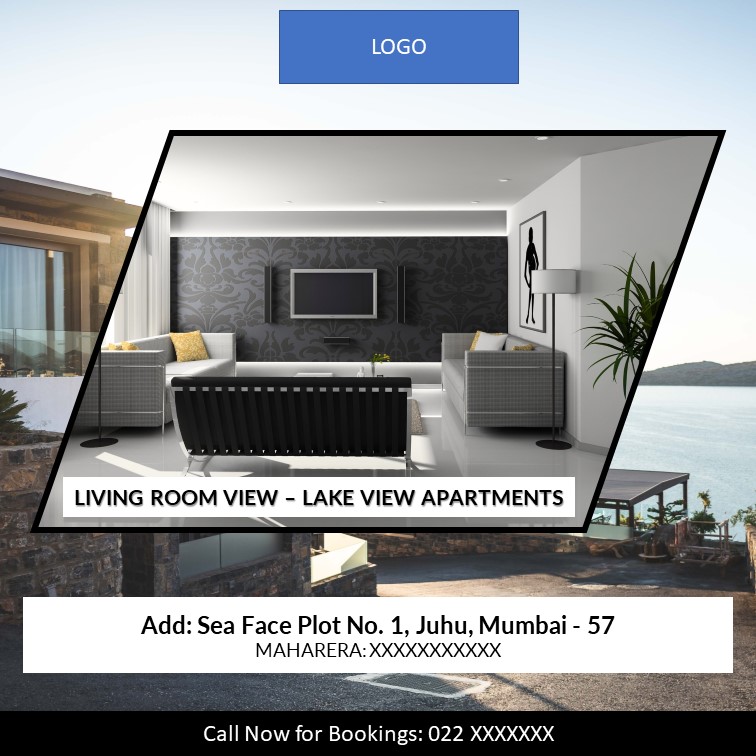 LOGO
LIVING ROOM VIEW – LAKE VIEW APARTMENTS
Add: Sea Face Plot No. 1, Juhu, Mumbai - 57
MAHARERA: XXXXXXXXXXX
Call Now for Bookings: 022 XXXXXXX